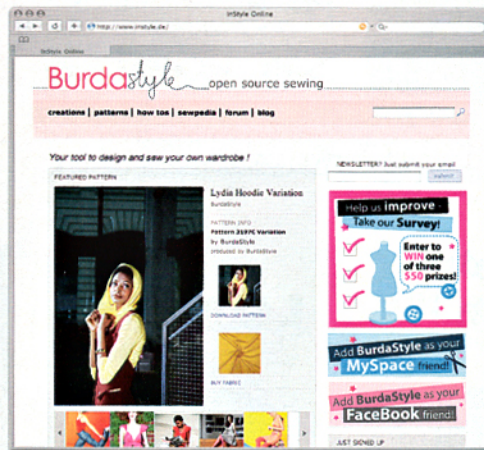 InStyle Online
http://www.instyle.de/
InStyle Online
Burdastyle open source sewing
creations | patterns | how tos | sewpedia | forum | blog
Your tool to design and sew your own wardrobe !
FEATURED PATTERN
Lydia Hoodie Variation
BurdaStyle
PATTERN INFO
Pattern 3197C Variation
by BurdaStyle
produced by BurdaStyle
DOWNLOAD PATTERN
BUY FABRIC
NEWSLETTER? Just submit your email
submit
Help us improve -
Take our Survey!
Enter to
WIN one
of three
$50 prizes!
Add BurdaStyle as your
MySpace friend!
Add BurdaStyle as your
FaceBook friend!
JUST SIGNED UP